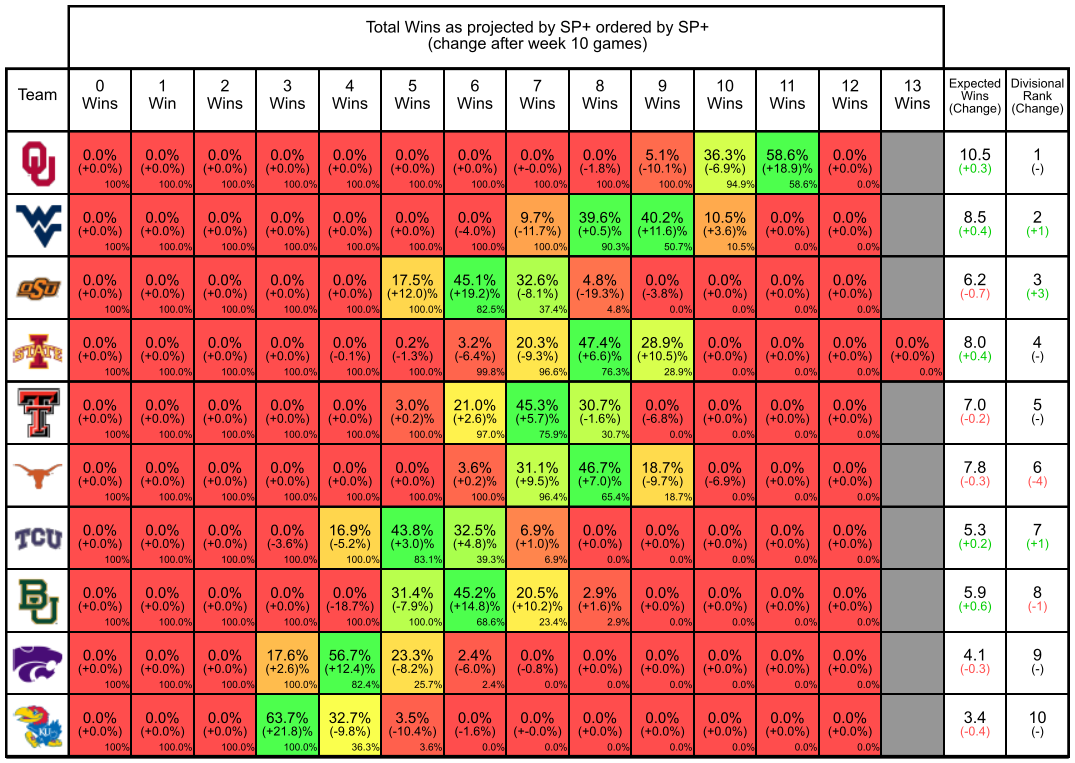 Total Wins as projected by SP+ ordered by SP+
(change after week 10 games)
Team 0 Wins 1 Win 2 Wins 3 Wins 4 Wins 5 Wins 6 Wins 7 Wins 8 Wins 9 Wins 10 Wins 11 Wins 12 Wins 13 Wins Expected Wins (Change) Divisional Rank (Change)
OU 0.0% 0.0% 0.0% 0.0% 0.0% 0.0% 0.0% 0.0% 0.0% 5.1% 36.3% 58.6% 0.0% 10.5 1
(+0.0%) (+0.0%) (+0.0%) (+0.0%) (+0.0%) (+0.0%) (+0.0%) (+-0.0%) (-1.8%) (-10.1%) (-6.9%) (+18.9)% (+0.0%) (+0.3) (-)
100% 100.0% 100.0% 100.0% 100.0% 100.0% 100.0% 100.0% 100.0% 100.0% 94.9% 58.6% 0.0%
WV 0.0% 0.0% 0.0% 0.0% 0.0% 0.0% 0.0% 9.7% 39.6% 40.2% 10.5% 0.0% 0.0% 8.5 2
(+0.0%) (+0.0%) (+0.0%) (+0.0%) (+0.0%) (+0.0%) (-4.0%) (-11.7%) (+0.5)% (+11.6)% (+3.6)% (+0.0%) (+0.0%) (+0.4) (+1)
100% 100.0% 100.0% 100.0% 100.0% 100.0% 100.0% 100.0% 90.3% 50.7% 10.5% 0.0% 0.0%
OSU 0.0% 0.0% 0.0% 0.0% 0.0% 17.5% 45.1% 32.6% 4.8% 0.0% 0.0% 0.0% 0.0% 6.2 3
(+0.0%) (+0.0%) (+0.0%) (+0.0%) (+0.0%) (+12.0)% (+19.2)% (-8.1%) (-19.3%) (-3.8%) (+0.0%) (+0.0%) (+0.0%) (-0.7) (+3)
100% 100.0% 100.0% 100.0% 100.0% 100.0% 82.5% 37.4% 4.8% 0.0% 0.0% 0.0% 0.0%
I STATE 0.0% 0.0% 0.0% 0.0% 0.0% 0.2% 3.2% 20.3% 47.4% 28.9% 0.0% 0.0% 0.0% 0.0% 8.0 4
(+0.0%) (+0.0%) (+0.0%) (+0.0%) (-0.1%) (-1.3%) (-6.4%) (-9.3%) (+6.6)% (+10.5)% (+0.0%) (+0.0%) (+0.0%) (+0.0%) (+0.4) (-)
100% 100.0% 100.0% 100.0% 100.0% 100.0% 99.8% 96.6% 76.3% 28.9% 0.0% 0.0% 0.0% 0.0%
T 0.0% 0.0% 0.0% 0.0% 0.0% 3.0% 21.0% 45.3% 30.7% 0.0% 0.0% 0.0% 0.0% 7.0 5
(+0.0%) (+0.0%) (+0.0%) (+0.0%) (+0.0%) (+0.2)% (+2.6)% (+5.7)% (-1.6%) (-6.8%) (+0.0%) (+0.0%) (+0.0%) (-0.2) (-)
100% 100.0% 100.0% 100.0% 100.0% 100.0% 97.0% 75.9% 30.7% 0.0% 0.0% 0.0% 0.0%
0.0% 0.0% 0.0% 0.0% 0.0% 0.0% 3.6% 31.1% 46.7% 18.7% 0.0% 0.0% 0.0% 7.8 6
(+0.0%) (+0.0%) (+0.0%) (+0.0%) (+0.0%) (+0.0%) (+0.2)% (+9.5)% (+7.0)% (-9.7%) (-6.9%) (+0.0%) (+0.0%) (-0.3) (-4)
100% 100.0% 100.0% 100.0% 100.0% 100.0% 100.0% 96.4% 65.4% 18.7% 0.0% 0.0% 0.0%
TCU 0.0% 0.0% 0.0% 0.0% 16.9% 43.8% 32.5% 6.9% 0.0% 0.0% 0.0% 0.0% 0.0% 5.3 7
(+0.0%) (+0.0%) (+0.0%) (-3.6%) (-5.2%) (+3.0)% (+4.8)% (+1.0)% (+0.0%) (+0.0%) (+0.0%) (+0.0%) (+0.0%) (+0.2) (+1)
100% 100.0% 100.0% 100.0% 100.0% 83.1% 39.3% 6.9% 0.0% 0.0% 0.0% 0.0% 0.0%
BU 0.0% 0.0% 0.0% 0.0% 0.0% 31.4% 45.2% 20.5% 2.9% 0.0% 0.0% 0.0% 0.0% 5.9 8
(+0.0%) (+0.0%) (+0.0%) (+0.0%) (-18.7%) (-7.9%) (+14.8)% (+10.2)% (+1.6)% (+0.0%) (+0.0%) (+0.0%) (+0.0%) (+0.6) (-1)
100% 100.0% 100.0% 100.0% 100.0% 100.0% 68.6% 23.4% 2.9% 0.0% 0.0% 0.0% 0.0%
0.0% 0.0% 0.0% 17.6% 56.7% 23.3% 2.4% 0.0% 0.0% 0.0% 0.0% 0.0% 0.0% 4.1 9
(+0.0%) (+0.0%) (+0.0%) (+2.6)% (+12.4)% (-8.2%) (-6.0%) (-0.8%) (+0.0%) (+0.0%) (+0.0%) (+0.0%) (+0.0%) (-0.3) (-)
100% 100.0% 100.0% 100.0% 82.4% 25.7% 2.4% 0.0% 0.0% 0.0% 0.0% 0.0% 0.0%
KU 0.0% 0.0% 0.0% 63.7% 32.7% 3.5% 0.0% 0.0% 0.0% 0.0% 0.0% 0.0% 0.0% 3.4 10
(+0.0%) (+0.0%) (+0.0%) (+21.8)% (-9.8%) (-10.4%) (-1.6%) (+-0.0%) (+0.0%) (+0.0%) (+0.0%) (+0.0%) (+0.0%) (-0.4) (-)
100% 100.0% 100.0% 100.0% 36.3% 3.6% 0.0% 0.0% 0.0% 0.0% 0.0% 0.0% 0.0%